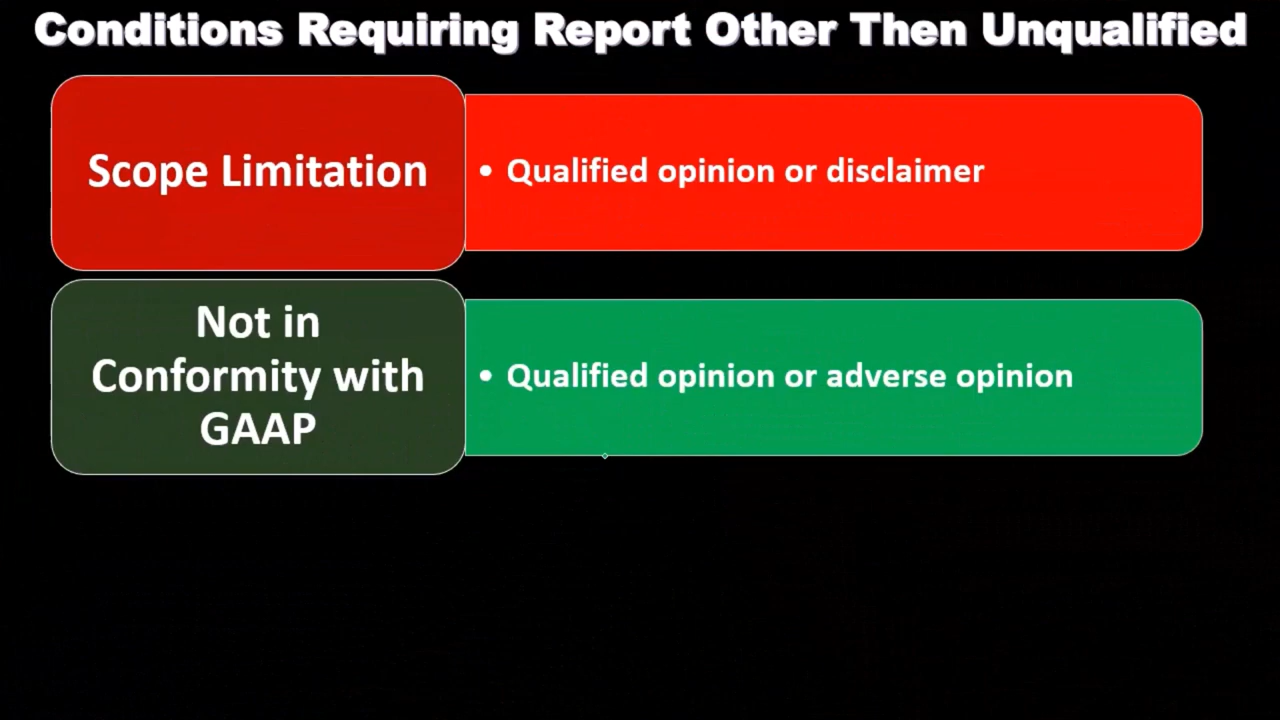 Conditions Requiring Report Other Then Unqualified
Scope Limitation
• Qualified opinion or disclaimer
Not in
Conformity with
GAAP
• Qualified opinion or adverse opinion